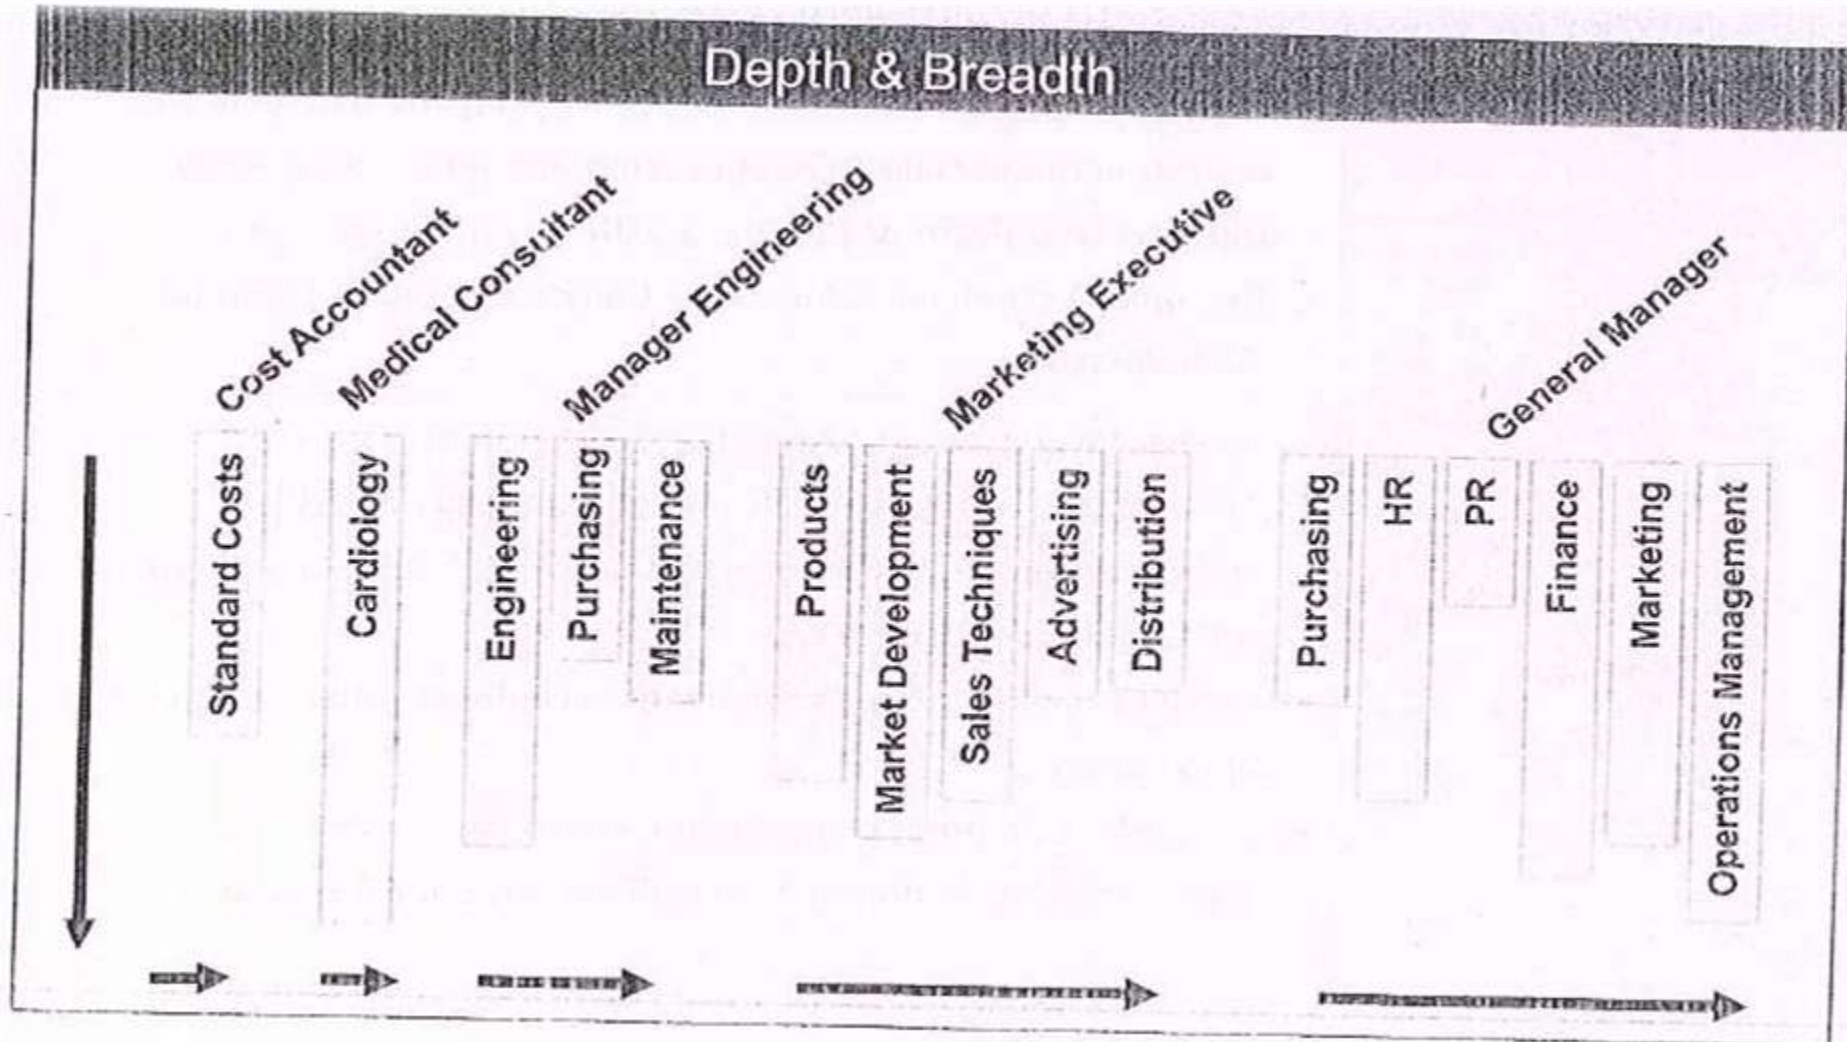 Depth & Breadth
Cost Accountant
Medical Consultant
Manager Engineering
Marketing Executive
General Manager
Standard Costs
Cardiology
Engineering
Purchasing
Maintenance
Products
Market Development
Sales Techniques
Advertising
Distribution
Purchasing
HR
PR
Finance
Marketing
Operations Management